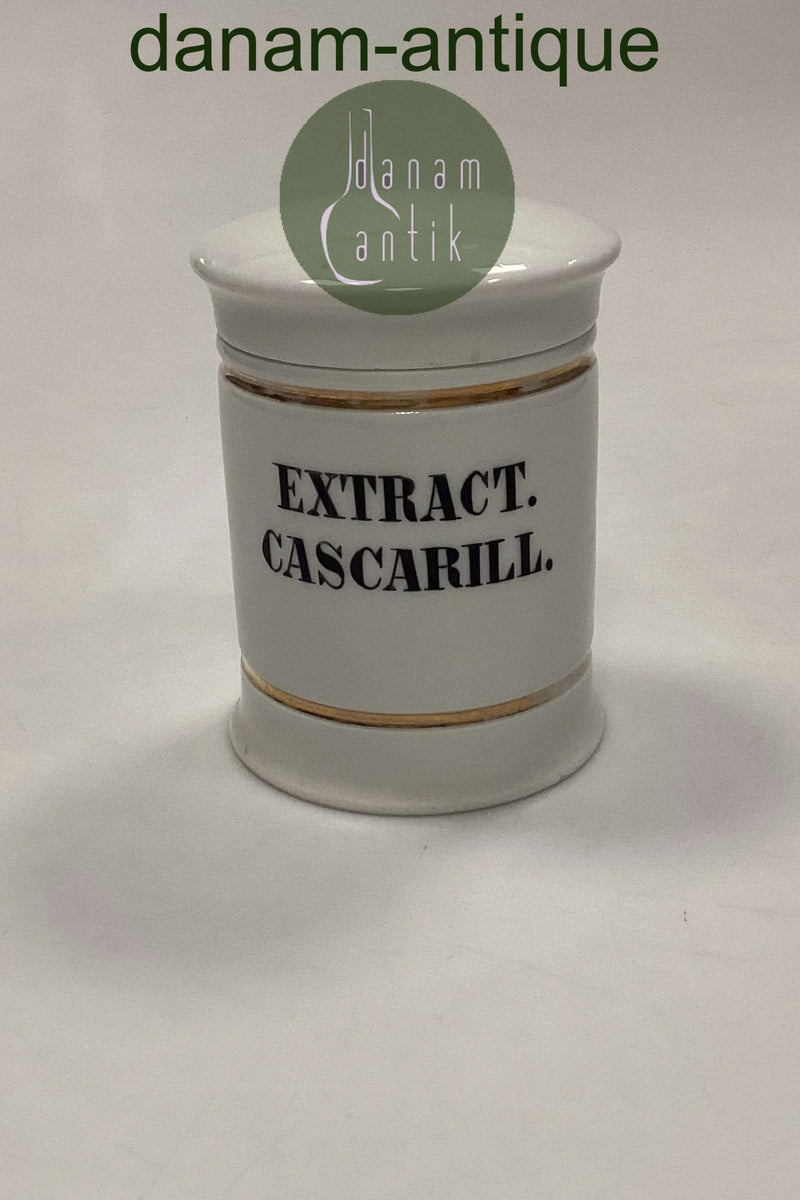 danam-antique
danam
antik
EXTRACT.
CASCARILL.